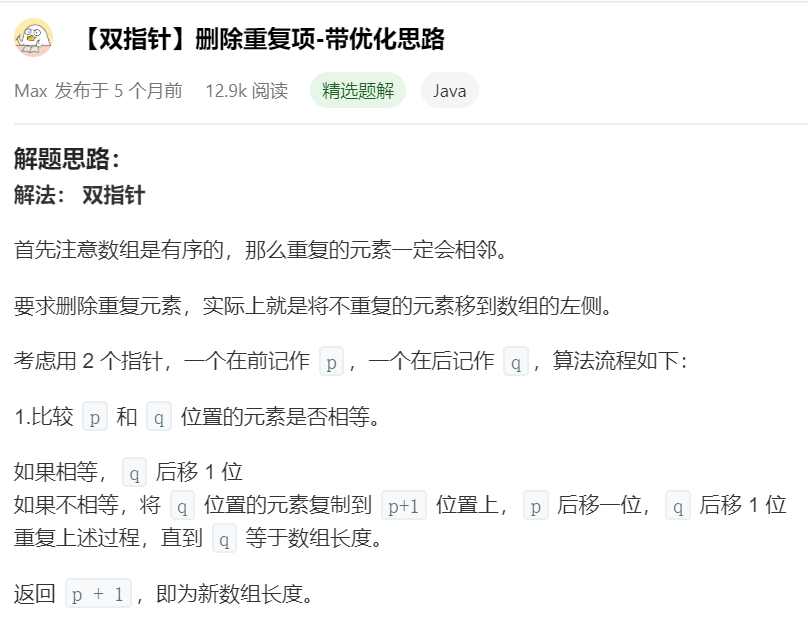 【双指针】删除重复项-带优化思路
Max 发布于 5 个月前 12.9k 阅读 精选题解 Java
解题思路：
解法： 双指针
首先注意数组是有序的，那么重复的元素一定会相邻。
要求删除重复元素，实际上就是将不重复的元素移到数组的左侧。
考虑用 2 个指针，一个在前记作 p ，一个在后记作 q ，算法流程如下：
1.比较 p 和 q 位置的元素是否相等。
如果相等， q 后移 1 位
如果不相等，将 q 位置的元素复制到 p+1 位置上， p 后移一位， q 后移 1 位
重复上述过程，直到 q 等于数组长度。
返回 p + 1 ，即为新数组长度。